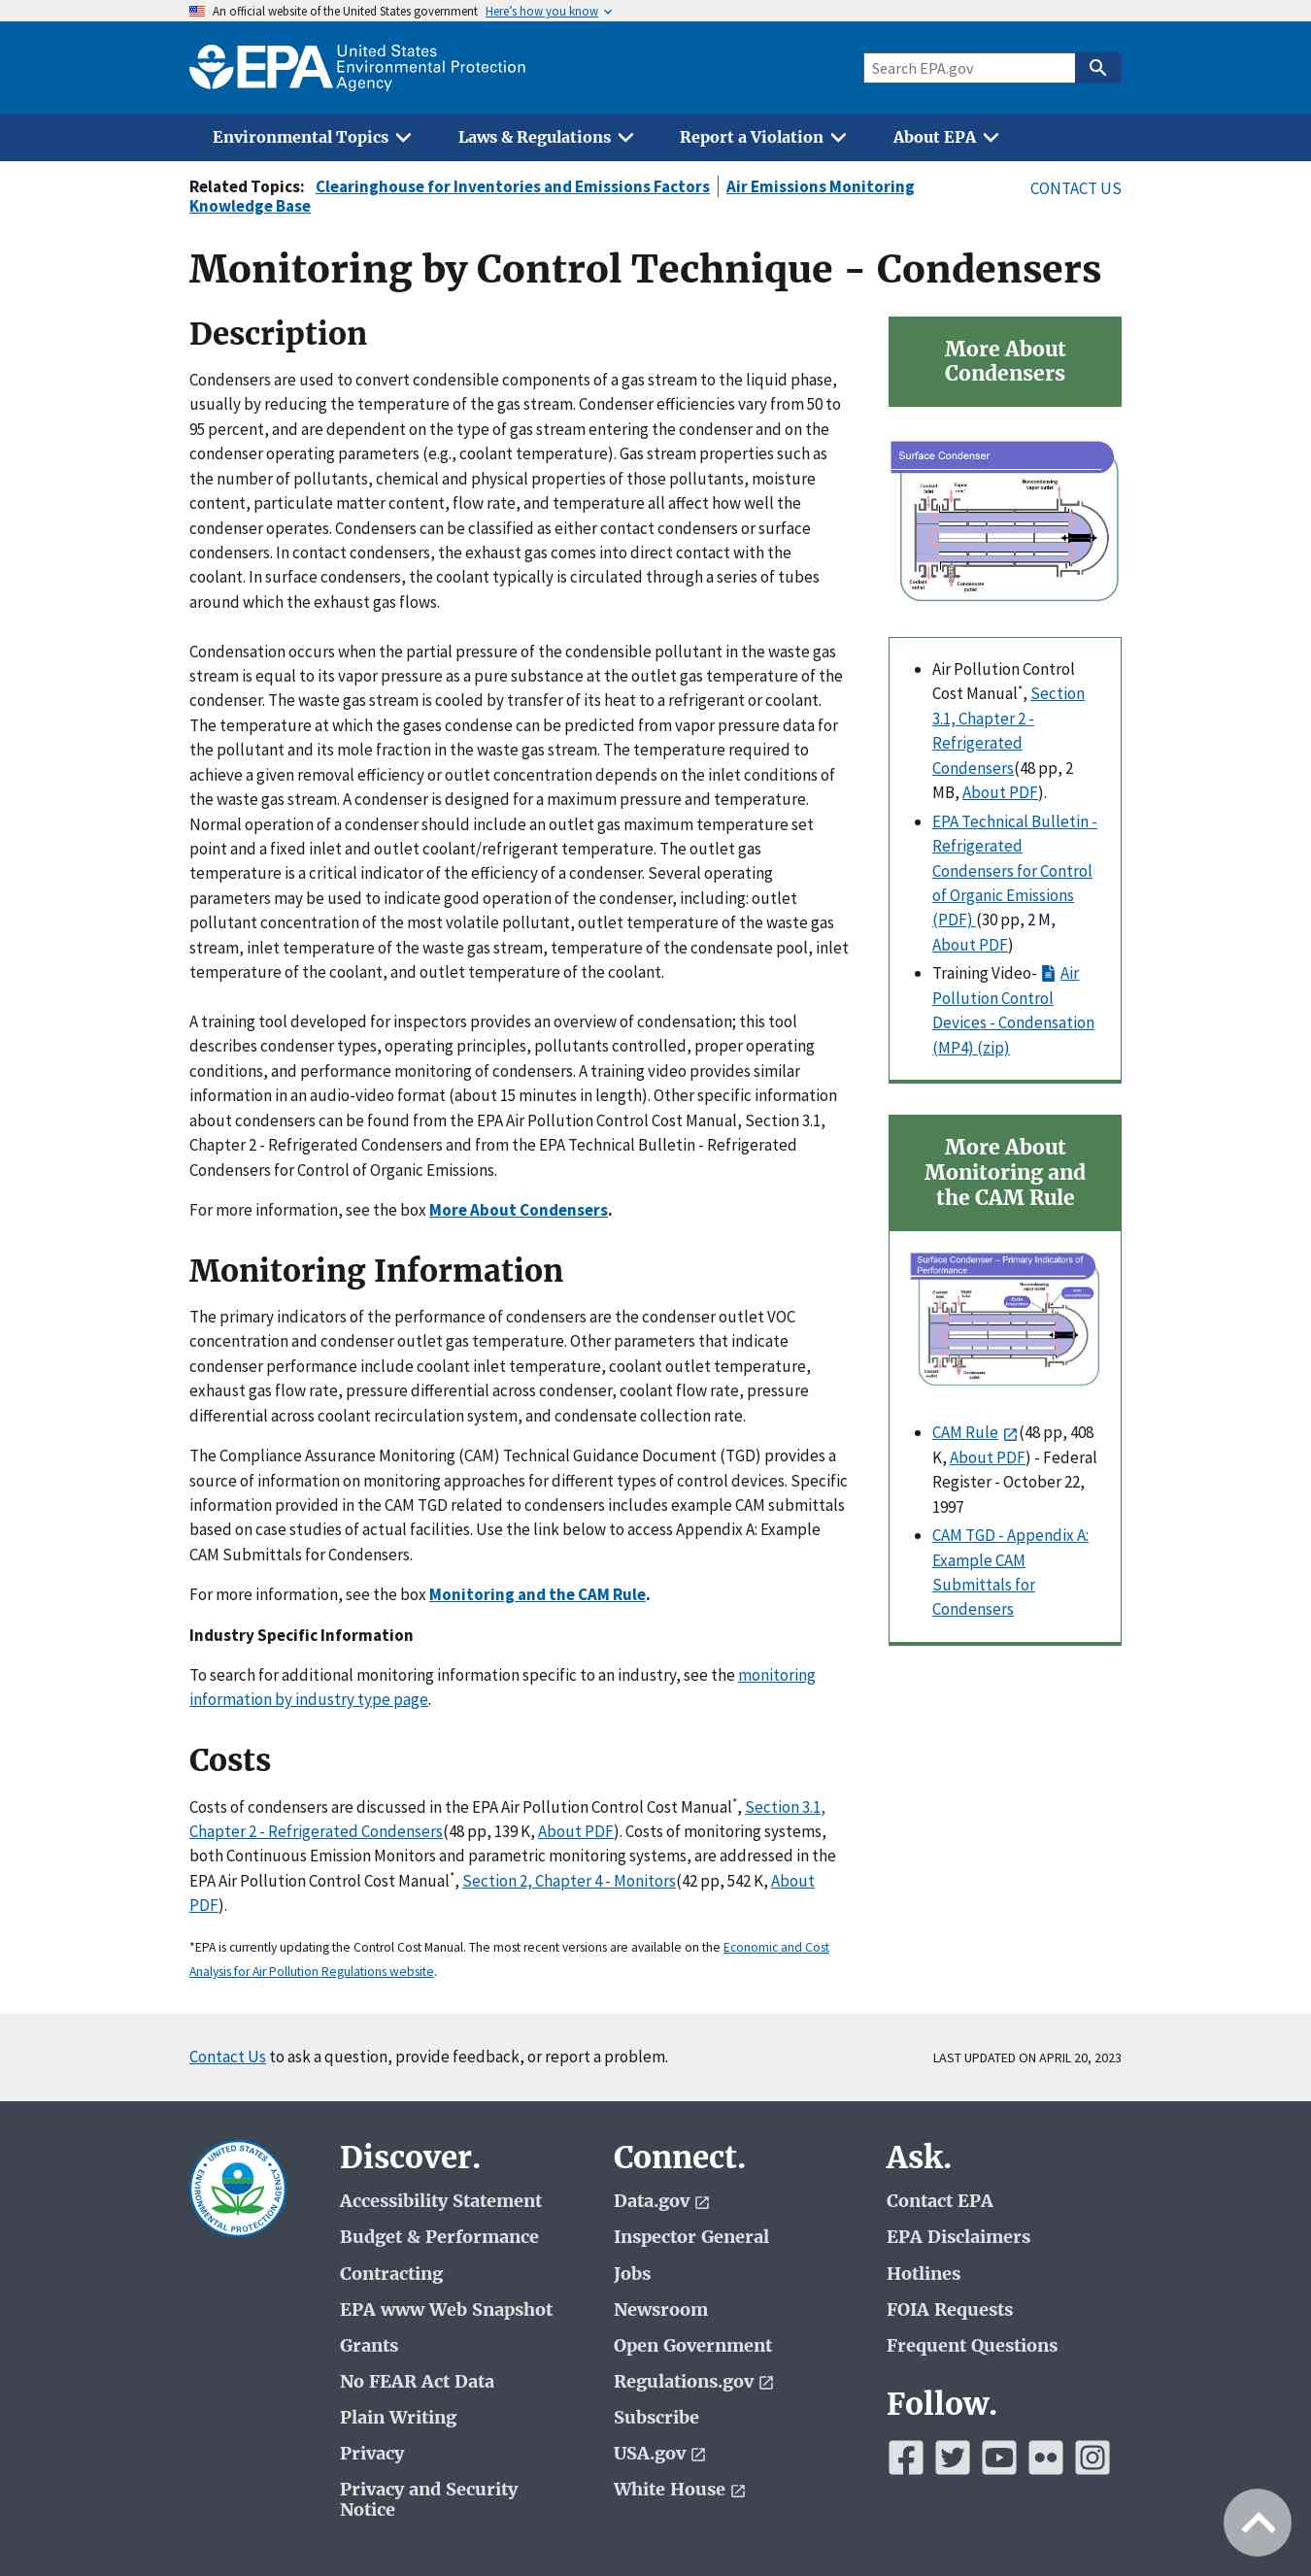 An official website of the United States government Here's how you know
EPA United States
Environmental Protection
Agency
Search EPA.gov
Environmental Topics
Laws & Regulations
Report a Violation
About EPA
Related Topics: Clearinghouse for Inventories and Emissions Factors Air Emissions Monitoring
Knowledge Base
CONTACT US
Monitoring by Control Technique - Condensers
Description
Condensers are used to convert condensible components of a gas stream to the liquid phase,
usually by reducing the temperature of the gas stream. Condenser efficiencies vary from 50 to
95 percent, and are dependent on the type of gas stream entering the condenser and on the
condenser operating parameters (e.g., coolant temperature). Gas stream properties such as
the number of pollutants, chemical and physical properties of those pollutants, moisture
content, particulate matter content, flow rate, and temperature all affect how well the
condenser operates. Condensers can be classified as either contact condensers or surface
condensers. In contact condensers, the exhaust gas comes into direct contact with the
coolant. In surface condensers, the coolant typically is circulated through a series of tubes
around which the exhaust gas flows.
Condensation occurs when the partial pressure of the condensible pollutant in the waste gas
stream is equal to its vapor pressure as a pure substance at the outlet gas temperature of the
condenser. The waste gas stream is cooled by transfer of its heat to a refrigerant or coolant.
The temperature at which the gases condense can be predicted from vapor pressure data for
the pollutant and its mole fraction in the waste gas stream. The temperature required to
achieve a given removal efficiency or outlet concentration depends on the inlet conditions of
the waste gas stream. A condenser is designed for a maximum pressure and temperature.
Normal operation of a condenser should include an outlet gas maximum temperature set
point and a fixed inlet and outlet coolant/refrigerant temperature. The outlet gas
temperature is a critical indicator of the efficiency of a condenser. Several operating
parameters may be used to indicate good operation of the condenser, including: outlet
pollutant concentration of the most volatile pollutant, outlet temperature of the waste gas
stream, inlet temperature of the waste gas stream, temperature of the condensate pool, inlet
temperature of the coolant, and outlet temperature of the coolant.
A training tool developed for inspectors provides an overview of condensation; this tool
describes condenser types, operating principles, pollutants controlled, proper operating
conditions, and performance monitoring of condensers. A training video provides similar
information in an audio-video format (about 15 minutes in length). Other specific information
about condensers can be found from the EPA Air Pollution Control Cost Manual, Section 3.1,
Chapter 2 - Refrigerated Condensers and from the EPA Technical Bulletin - Refrigerated
Condensers for Control of Organic Emissions.
For more information, see the box More About Condensers.
Monitoring Information
The primary indicators of the performance of condensers are the condenser outlet VOC
concentration and condenser outlet gas temperature. Other parameters that indicate
condenser performance include coolant inlet temperature, coolant outlet temperature,
exhaust gas flow rate, pressure differential across condenser, coolant flow rate, pressure
differential across coolant recirculation system, and condensate collection rate.
The Compliance Assurance Monitoring (CAM) Technical Guidance Document (TGD) provides a
source of information on monitoring approaches for different types of control devices. Specific
information provided in the CAM TGD related to condensers includes example CAM submittals
based on case studies of actual facilities. Use the link below to access Appendix A: Example
CAM Submittals for Condensers.
For more information, see the box Monitoring and the CAM Rule.
Industry Specific Information
To search for additional monitoring information specific to an industry, see the monitoring
information by industry type page.
Costs
Costs of condensers are discussed in the EPA Air Pollution Control Cost Manual*, Section 3.1,
Chapter 2 - Refrigerated Condensers(48 pp, 139 K, About PDF). Costs of monitoring systems,
both Continuous Emission Monitors and parametric monitoring systems, are addressed in the
EPA Air Pollution Control Cost Manual*, Section 2, Chapter 4 - Monitors(42 pp, 542 K, About
PDF).
*EPA is currently updating the Control Cost Manual. The most recent versions are available on the Economic and Cost
Analysis for Air Pollution Regulations website.
More About
Condensers
Surface Condenser
Coolant
inlet
Vapor
inlet
Noncondensing
vapor outlet
Coolant
outlet
Condensate
outlet
Air Pollution Control
Cost Manual*, Section
3.1, Chapter 2 -
Refrigerated
Condensers(48 pp, 2
MB, About PDF).
EPA Technical Bulletin -
Refrigerated
Condensers for Control
of Organic Emissions
(PDF) (30 pp, 2 M,
About PDF)
Training Video- Air
Pollution Control
Devices - Condensation
(MP4) (zip)
More About
Monitoring and
the CAM Rule
Surface Condenser – Primary Indicators of
Performance
Coolant
inlet
Vapor
inlet
Noncondensing
vapor outlet
Coolant
outlet
Condensate
outlet
CAM Rule (48 pp, 408
K, About PDF) - Federal
Register - October 22,
1997
CAM TGD - Appendix A:
Example CAM
Submittals for
Condensers
Contact Us to ask a question, provide feedback, or report a problem.
LAST UPDATED ON APRIL 20, 2023
UNITED STATES
ENVIRONMENTAL PROTECTION AGENCY
Discover.
Accessibility Statement
Budget & Performance
Contracting
EPA www Web Snapshot
Grants
No FEAR Act Data
Plain Writing
Privacy
Privacy and Security
Notice
Connect.
Data.gov
Inspector General
Jobs
Newsroom
Open Government
Regulations.gov
Subscribe
USA.gov
White House
Ask.
Contact EPA
EPA Disclaimers
Hotlines
FOIA Requests
Frequent Questions
Follow.